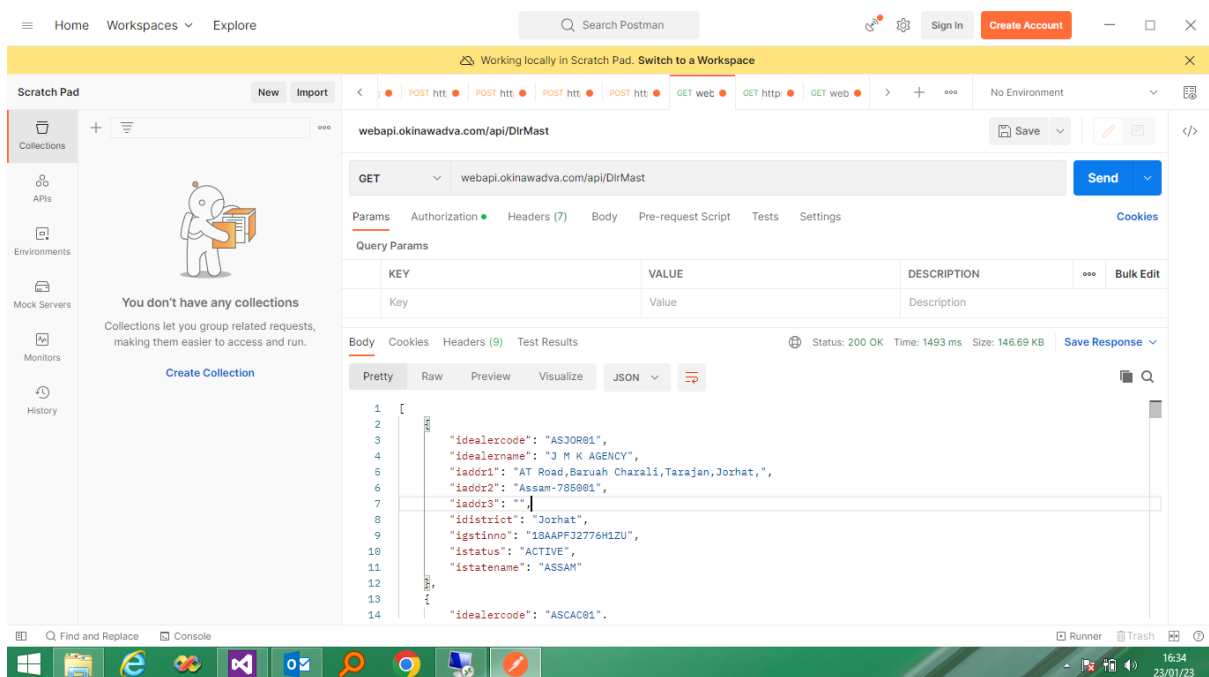 Home Workspaces Explore Search Postman Sign In Create Account
Working locally in Scratch Pad. Switch to a Workspace
Scratch Pad New Import POST htt POST htt POST htt POST htt GET web GET http: GET web No Environment
Collections
webapi.okinawadva.com/api/DlrMast Save
GET webapi.okinawadva.com/api/DlrMast Send
APIs
Params Authorization Headers (7) Body Pre-request Script Tests Settings Cookies
Environments
Query Params
KEY VALUE DESCRIPTION Bulk Edit
Key Value Description
Mock Servers
You don't have any collections
Collections let you group related requests,
making them easier to access and run.
Create Collection
Monitors
History
Body Cookies Headers (9) Test Results Status: 200 OK Time: 1493 ms Size: 146.69 KB Save Response
Pretty Raw Preview Visualize JSON
1 [
2 {
3 "idealercode": "ASJOR01",
4 "idealername": "J M K AGENCY",
5 "iaddr1": "AT Road,Baruah Charali,Tarajan,Jorhat,",
6 "iaddr2": "Assam-785001",
7 "iaddr3": "",
8 "idistrict": "Jorhat",
9 "igstinno": "18AAPFJ2776H1ZU",
10 "istatus": "ACTIVE",
11 "istatename": "ASSAM"
12 },
13 {
14 "idealercode": "ASCAC01",
Find and Replace Console Runner Trash
16:34
23/01/23